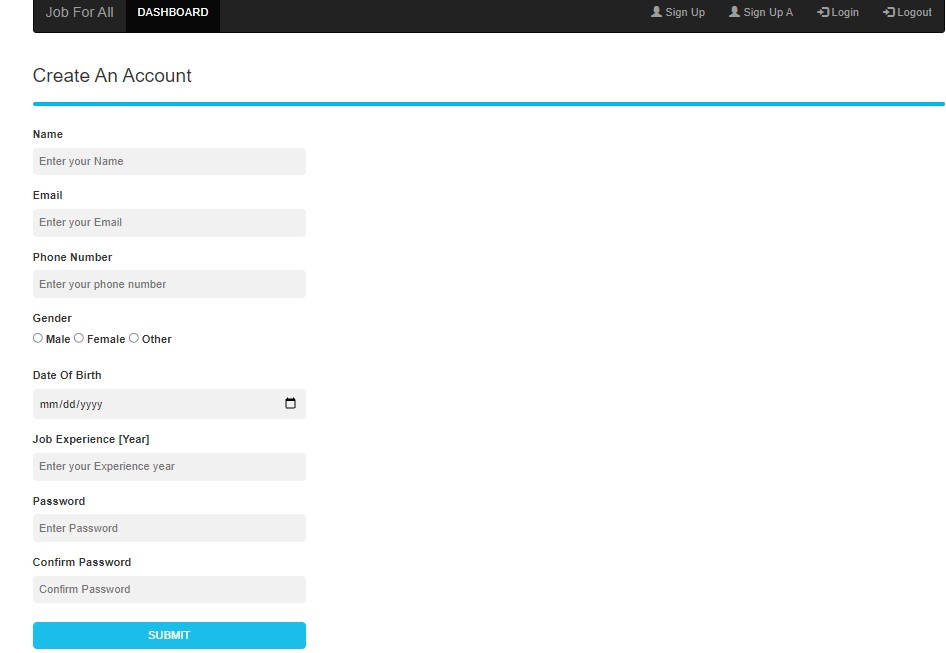 Job For All DASHBOARD Sign Up Sign Up A Login Logout
Create An Account
Name
Enter your Name
Email
Enter your Email
Phone Number
Enter your phone number
Gender
Male Female Other
Date Of Birth
mm/dd/yyyy
Job Experience [Year]
Enter your Experience year
Password
Enter Password
Confirm Password
Confirm Password
SUBMIT